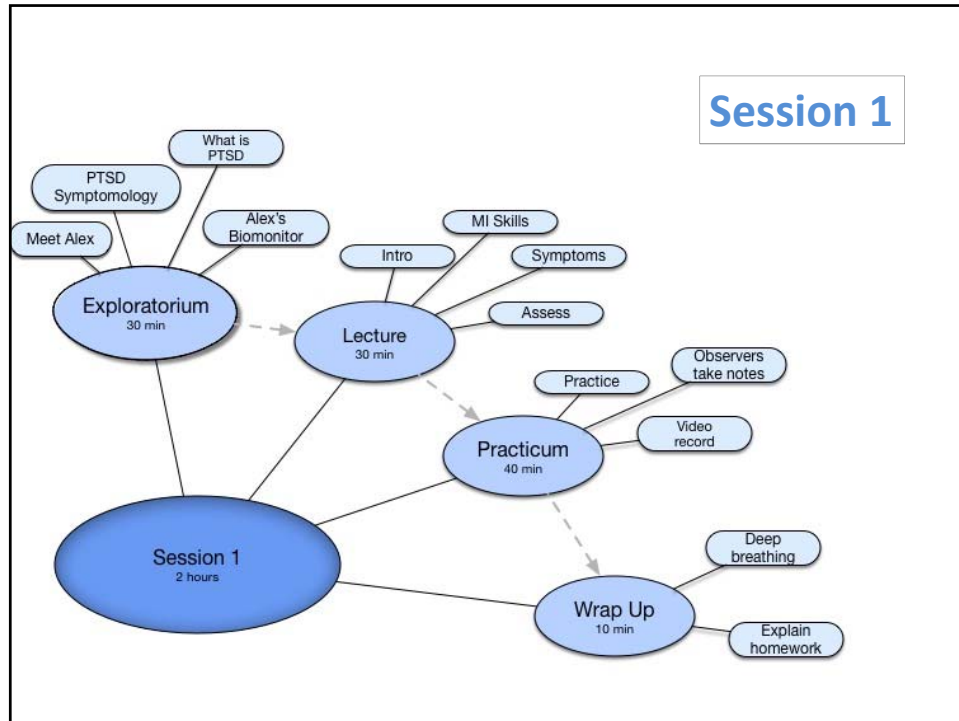 Session 1
What is
PTSD
PTSD
Symptomology
Alex's
Biomonitor
Meet Alex
Exploratorium
30 min
MI Skills
Intro
Symptoms
Assess
Lecture
30 min
Observers
take notes
Practice
Video
record
Practicum
40 min
Session 1
2 hours
Deep
breathing
Wrap Up
10 min
Explain
homework